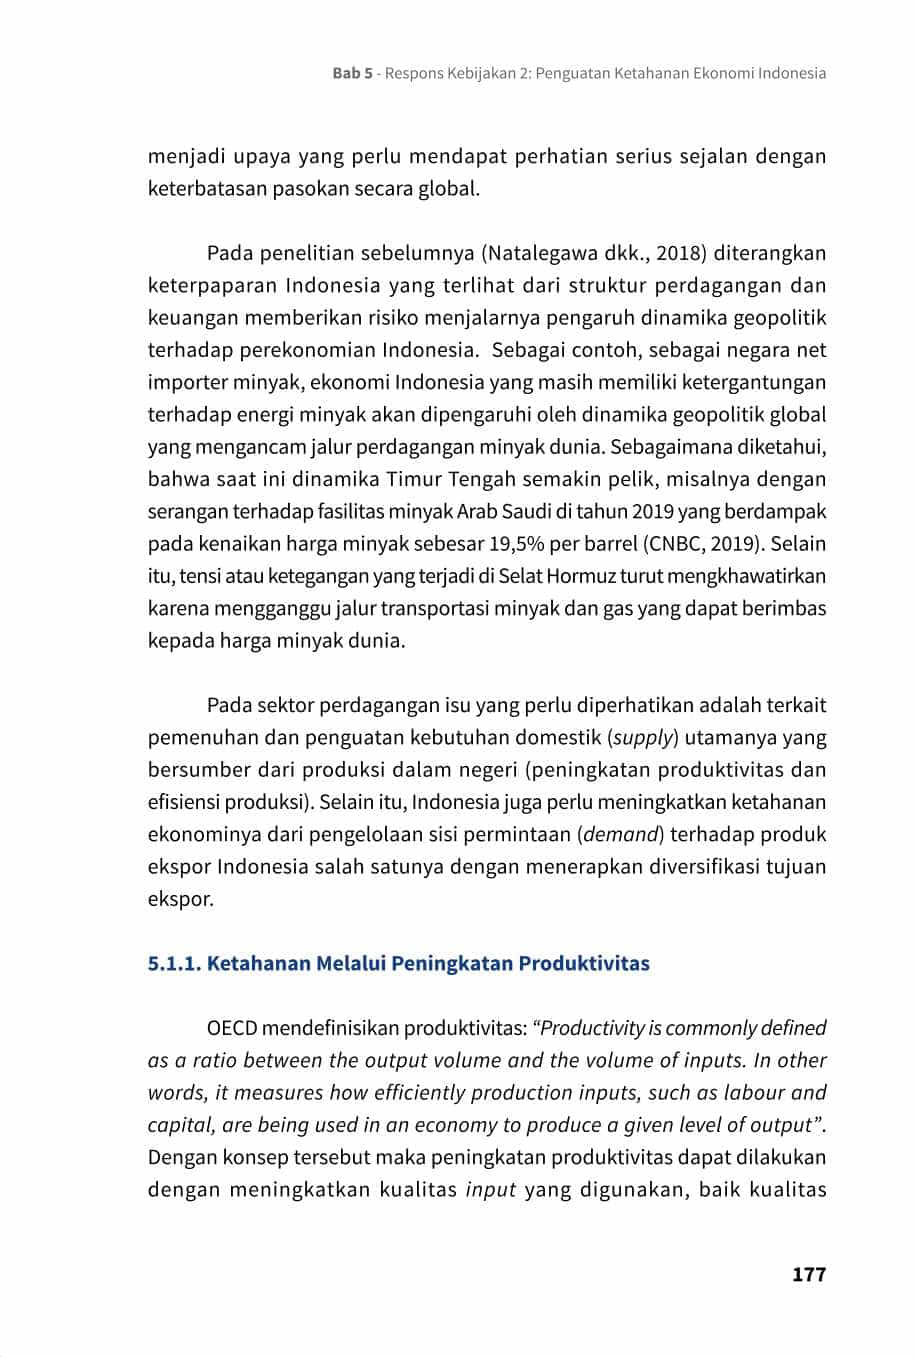 Bab 5 - Respons Kebijakan 2: Penguatan Ketahanan Ekonomi Indonesia
menjadi upaya yang perlu mendapat perhatian serius sejalan dengan
keterbatasan pasokan secara global.
Pada penelitian sebelumnya (Natalegawa dkk., 2018) diterangkan
keterpaparan Indonesia yang terlihat dari struktur perdagangan dan
keuangan memberikan risiko menjalarnya pengaruh dinamika geopolitik
terhadap perekonomian Indonesia.  Sebagai contoh, sebagai negara net
importer minyak, ekonomi Indonesia yang masih memiliki ketergantungan
terhadap energi minyak akan dipengaruhi oleh dinamika geopolitik global
yang mengancam jalur perdagangan minyak dunia. Sebagaimana diketahui,
bahwa saat ini dinamika Timur Tengah semakin pelik, misalnya dengan
serangan terhadap fasilitas minyak Arab Saudi di tahun 2019 yang berdampak
pada kenaikan harga minyak sebesar 19,5% per barrel (CNBC, 2019). Selain
itu, tensi atau ketegangan yang terjadi di Selat Hormuz turut mengkhawatirkan
karena mengganggu jalur transportasi minyak dan gas yang dapat berimbas
kepada harga minyak dunia.
Pada sektor perdagangan isu yang perlu diperhatikan adalah terkait
pemenuhan dan penguatan kebutuhan domestik (supply) utamanya yang
bersumber dari produksi dalam negeri (peningkatan produktivitas dan
efisiensi produksi). Selain itu, Indonesia juga perlu meningkatkan ketahanan
ekonominya dari pengelolaan sisi permintaan (demand) terhadap produk
ekspor Indonesia salah satunya dengan menerapkan diversifikasi tujuan
ekspor.
5.1.1. Ketahanan Melalui Peningkatan Produktivitas
OECD mendefinisikan produktivitas: “Productivity is commonly defined
as a ratio between the output volume and the volume of inputs. In other
words, it measures how efficiently production inputs, such as labour and
capital, are being used in an economy to produce a given level of output”.
Dengan konsep tersebut maka peningkatan produktivitas dapat dilakukan
dengan meningkatkan kualitas input yang digunakan, baik kualitas
177